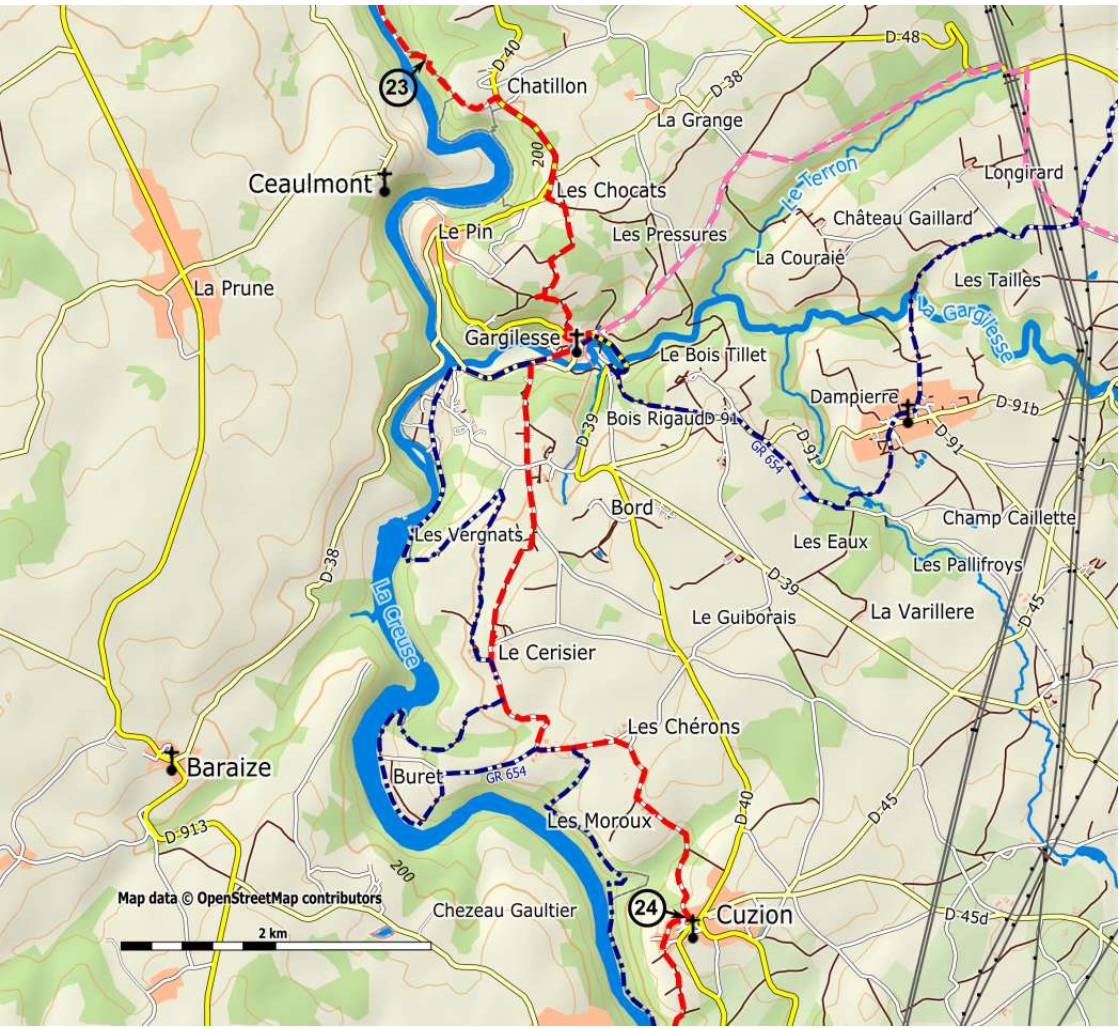 D-48
D-40
23
Chatillon
D-38
La Grange
200
Le Terron
Longirard
Ceaulmont
Les Chocats
Château Gaillard
Le Pin
Les Pressures
La Couraie
La Prune
Les Tailles
La Gargilesse
Gargilesse
Le Bois Tillet
Dampierre
D-91b
D-39
Bois Rigaud
D-91
D-91
D-91
GR 654
Bord
Champ Caillette
Les Vergnats
Les Eaux
D-38
Les Pallifroys
D-39
La Creuse
Le Guiborais
La Varillere
D-45
Le Cerisier
Les Chérons
Baraize
Buret
GR 654
D-40
D-45
Les Moroux
D-913
200
Map data © OpenStreetMap contributors
Chezeau Gaultier
24
Cuzion
D-45d
2 km